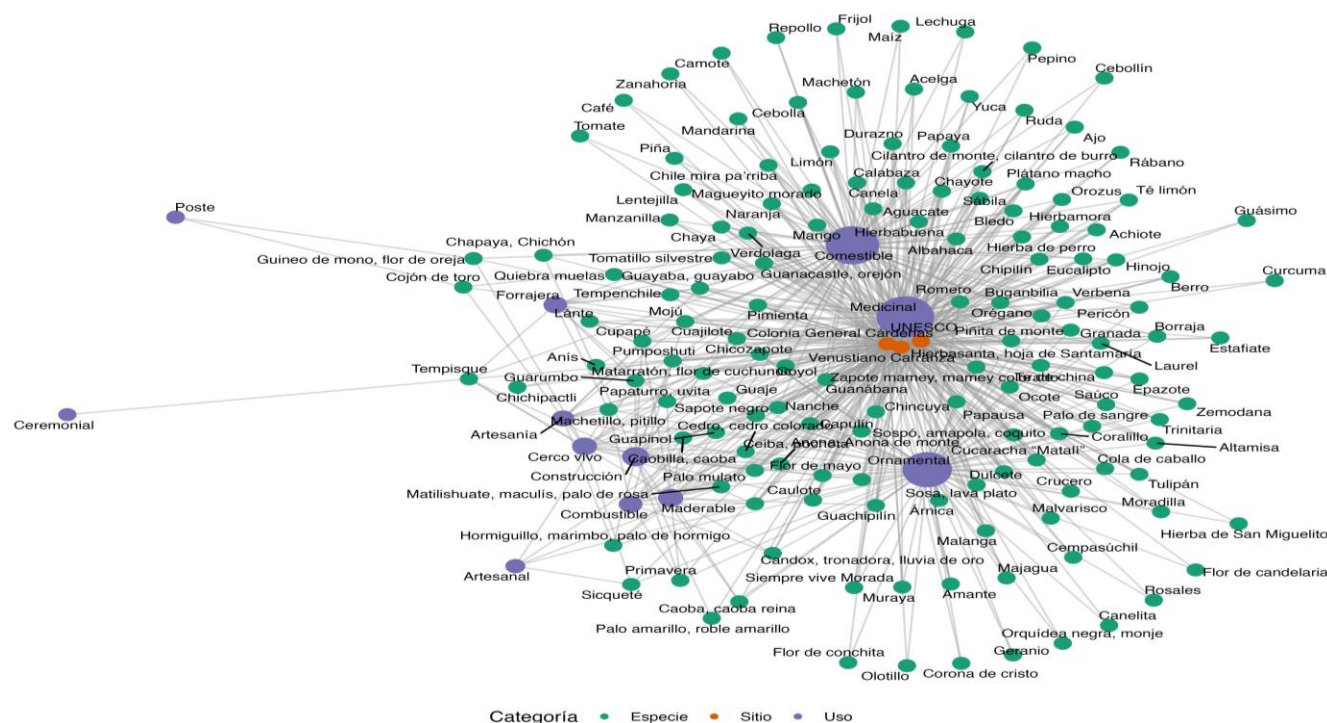 Frijol
Lechuga
Repollo
Maíz
Pepino
Camote
Cebollín
Zanahoria
Machetón
Acelga
Café
Cebolla
Yuca
Tomate
Mandarina
Durazno
Papaya
Ruda
Ajo
Piña
Limón
Cilantro de monte, cilantro de burro
Rábano
Chile mira pa'rriba
Calabaza
Chayote
Plátano macho
Lentejilla
Magueyito morado
Canela
Sábila
Orozus
Té limón
Poste
Manzanilla
Naranja
Aguacate
Bledo
Hierbamora
Guásimo
Chapaya, Chichón
Chaya
Mango
Hierbabuena
Achiote
Verdolaga
Comestible
Albahaca
Hierba de perro
Guineo de mono, flor de oreja
Tomatillo silvestre
Chipilín
Eucalipto
Hinojo
Cojón de toro
Quiebra muelas
Guayaba, guayabo
Guanacastle, orejón
Berro
Curcuma
Forrajera
Tempenchile
Romero
Buganbilia
Verbena
Lánte
Mojú
Pimienta
Medicinal
Orégano
Pericón
Cupapé
Cuajilote
Colonia General Cárdenas
UNESCO
Piñita de monte
Granada
Borraja
Estafiate
Anis
Pumposhuti
Chicozapote
Venustiano Carranza
Hierbasanta, hoja de Santamaría
Laurel
Tempisque
Guarumbo
Matarratón, flor de cuchunuc
Coyol
Zapote mamey, mamey colorado
Te de china
Chichipactli
Papaturro, uvita
Guaje
Guanábana
Ocote
Saúco
Epazote
Ceremonial
Machetillo, pitillo
Sapote negro
Nanche
Chincuya
Papausa
Palo de sangre
Zemodana
Artesanía
Guapinol
Cedro, cedro colorado
Capulín
Sospó, amapola, coquito
Coralillo
Trinitaria
Cerco vivo
Caobilla, caoba
Ceiba, pochota
Anona, Anona de monte
Cucaracha "Matalí"
Altamisa
Construcción
Palo mulato
Flor de mayo
Ornamental
Dulcete
Cola de caballo
Matilishuate, maculís, palo de rosa
Caulote
Sosa, lava plato
Crucero
Tulipán
Combustible
Maderable
Guachipilín
Árnica
Malvarisco
Moradilla
Hormiguillo, marimbo, palo de hormigo
Malanga
Hierba de San Miguelito
Artesanal
Primavera
Candox, tronadora, lluvia de oro
Cempasúchil
Sicqueté
Siempre vive Morada
Majagua
Flor de candelaria
Caoba, caoba reina
Muraya
Amante
Rosales
Palo amarillo, roble amarillo
Canelita
Orquídea negra, monje
Flor de conchita
Geranio
Olotillo
Corona de cristo
Categoría
Especie
Sitio
Uso